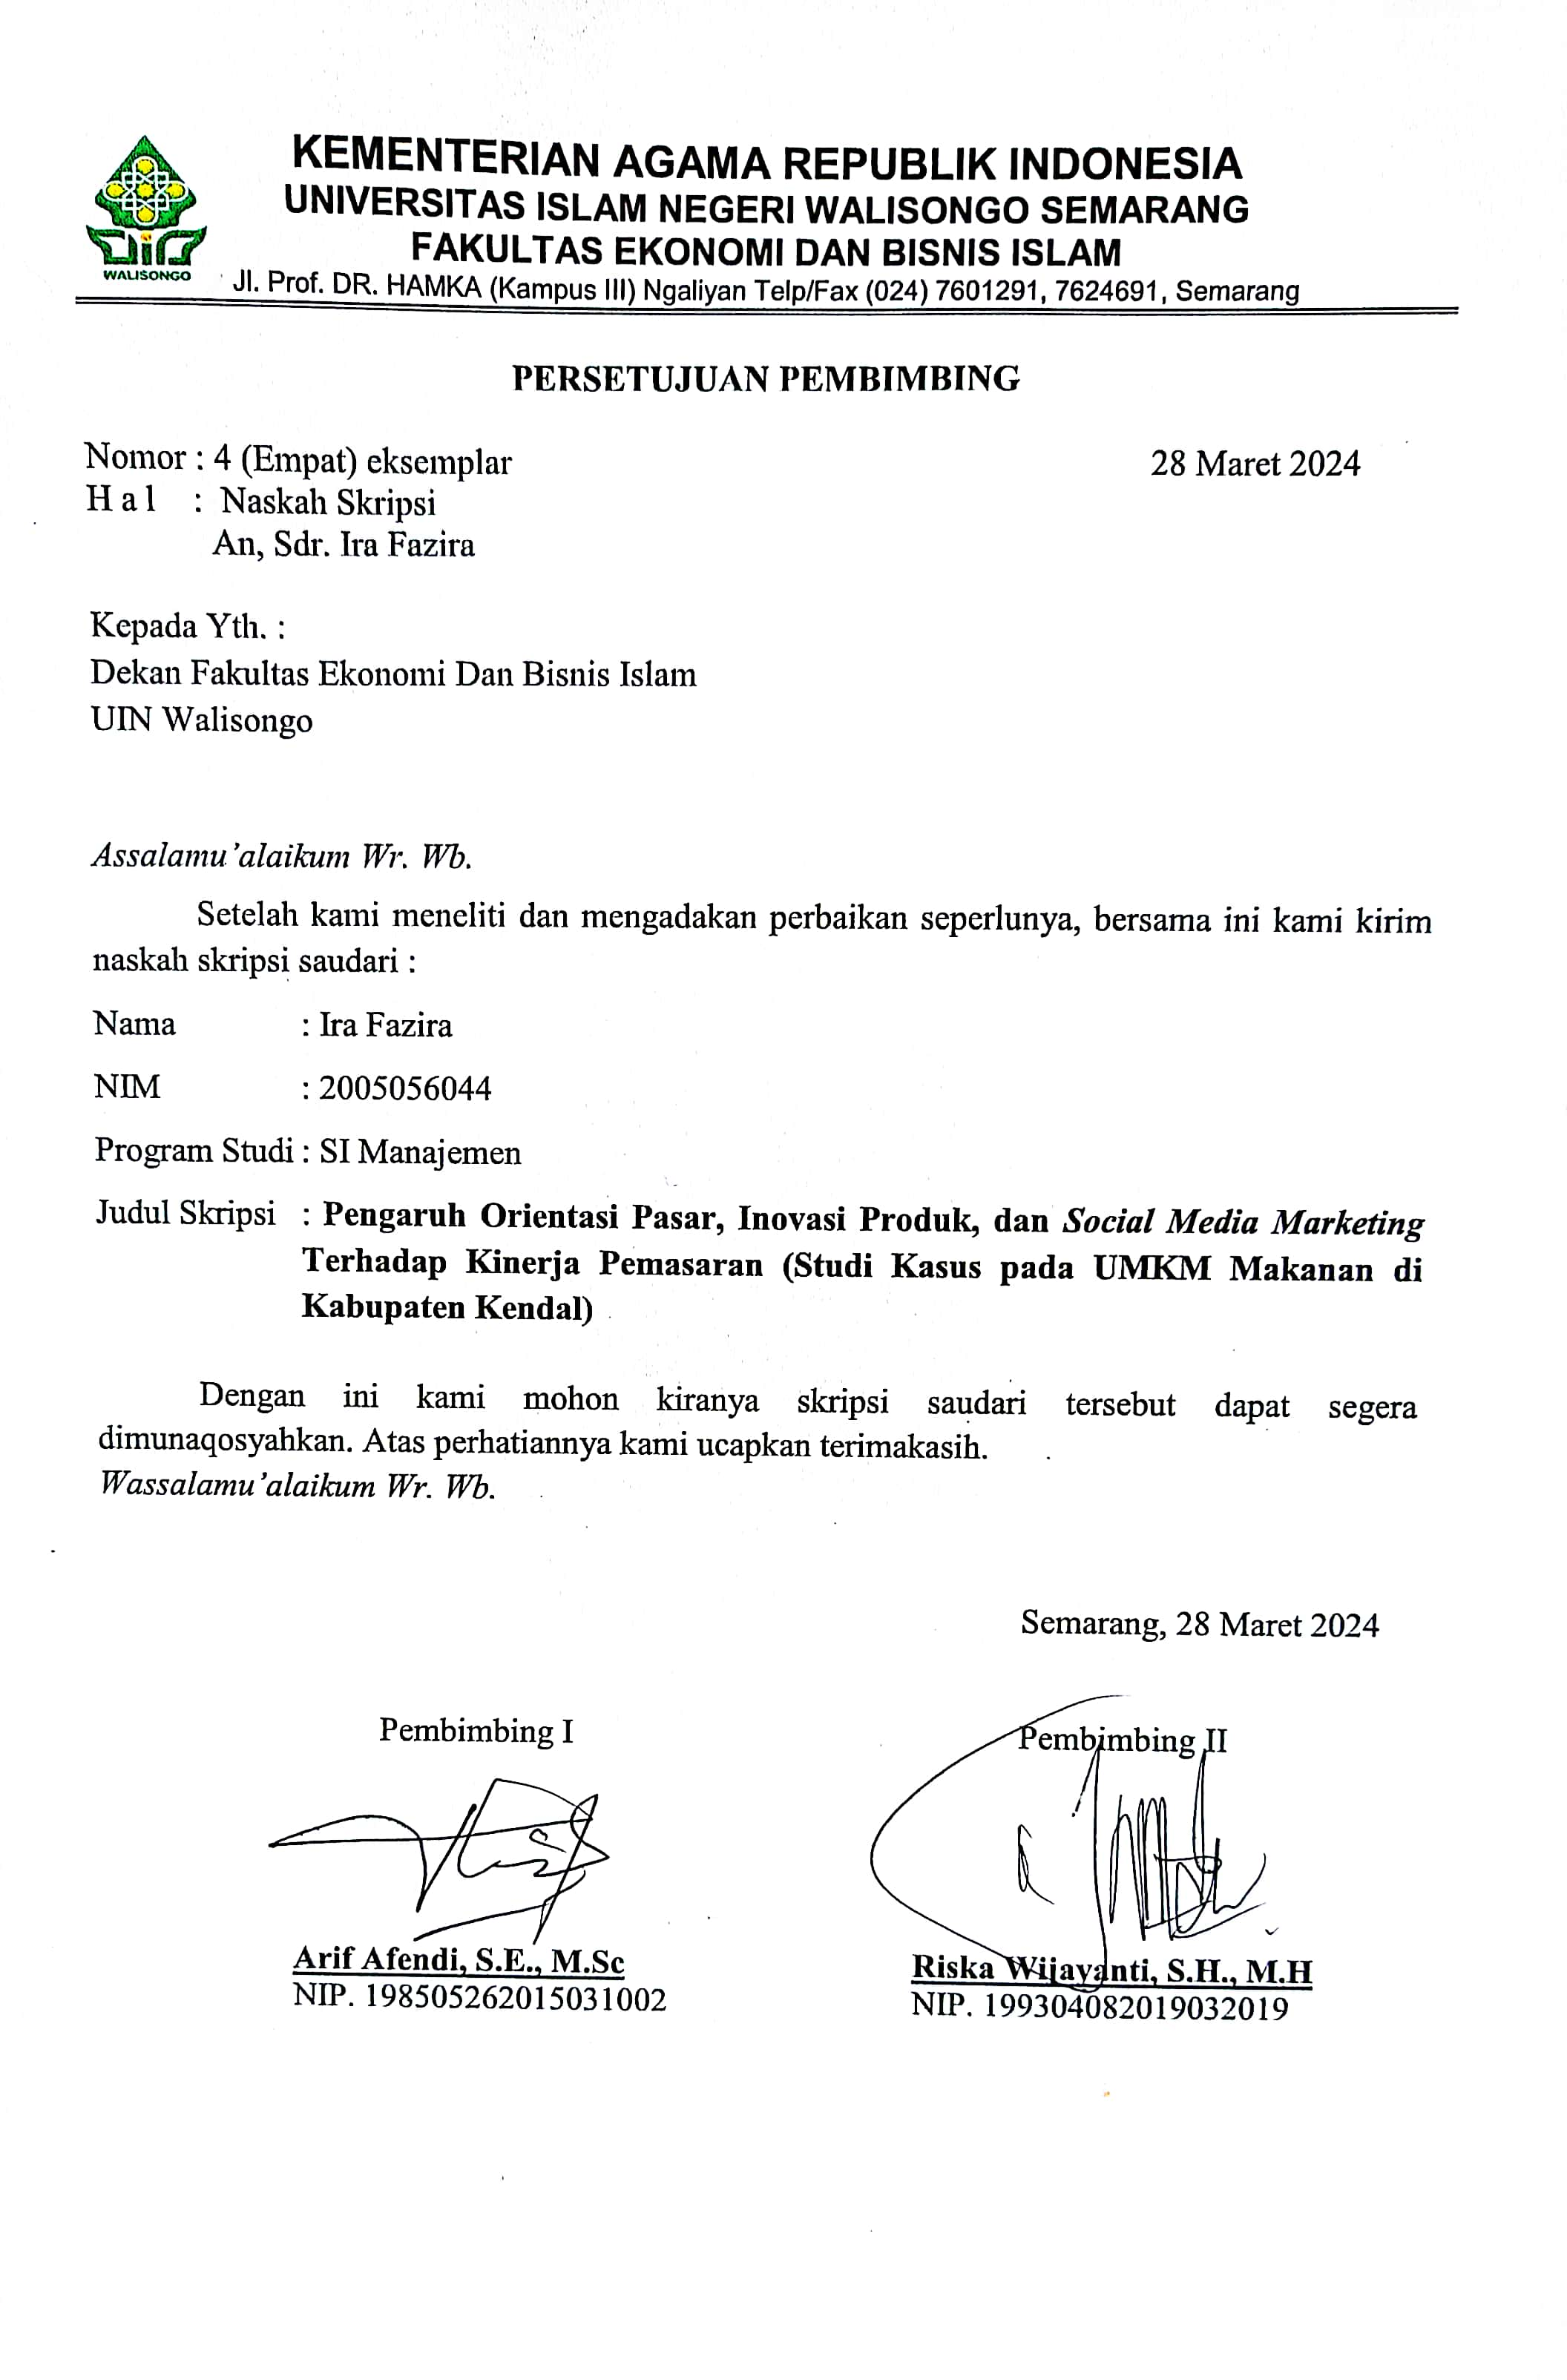 KEMENTERIAN AGAMA REPUBLIK INDONESIA
UNIVERSITAS ISLAM NEGERI WALISONGO SEMARANG
FAKULTAS EKONOMI DAN BISNIS ISLAM
WALISONGO
Jl. Prof. DR. HAMKA (Kampus III) Ngaliyan Telp/Fax (024) 7601291, 7624691, Semarang
PERSETUJUAN PEMBIMBING
Nomor : 4 (Empat) eksemplar 28 Maret 2024
H a l : Naskah Skripsi
An, Sdr. Ira Fazira
Kepada Yth. :
Dekan Fakultas Ekonomi Dan Bisnis Islam
UIN Walisongo
Assalamu’alaikum Wr. Wb.
Setelah kami meneliti dan mengadakan perbaikan seperlunya, bersama ini kami kirim
naskah skripsi saudari :
Nama : Ira Fazira
NIM : 2005056044
Program Studi : SI Manajemen
Judul Skripsi : Pengaruh Orientasi Pasar, Inovasi Produk, dan Social Media Marketing
Terhadap Kinerja Pemasaran (Studi Kasus pada UMKM Makanan di
Kabupaten Kendal)
Dengan ini kami mohon kiranya skripsi saudari tersebut dapat segera
dimunaqosyahkan. Atas perhatiannya kami ucapkan terimakasih.
Wassalamu’alaikum Wr. Wb.
Semarang, 28 Maret 2024
Pembimbing I Pembimbing II
Arif Afendi, S.E., M.Sc Riska Wijayanti, S.H., M.H
NIP. 198505262015031002 NIP. 199304082019032019